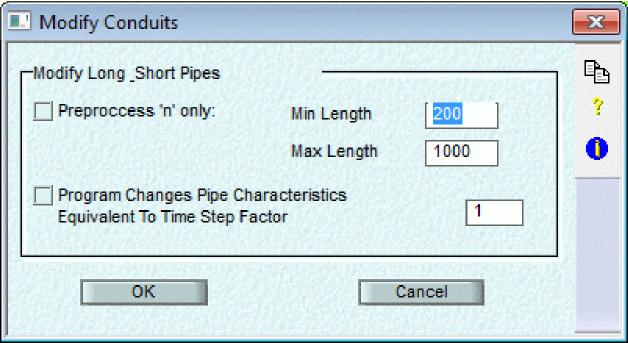 Modify Conduits
Modify Long _Short Pipes
Preproccess 'n' only:
Min Length
200
Max Length
1000
Program Changes Pipe Characteristics
Equivalent To Time Step Factor
1
OK
Cancel
?
i